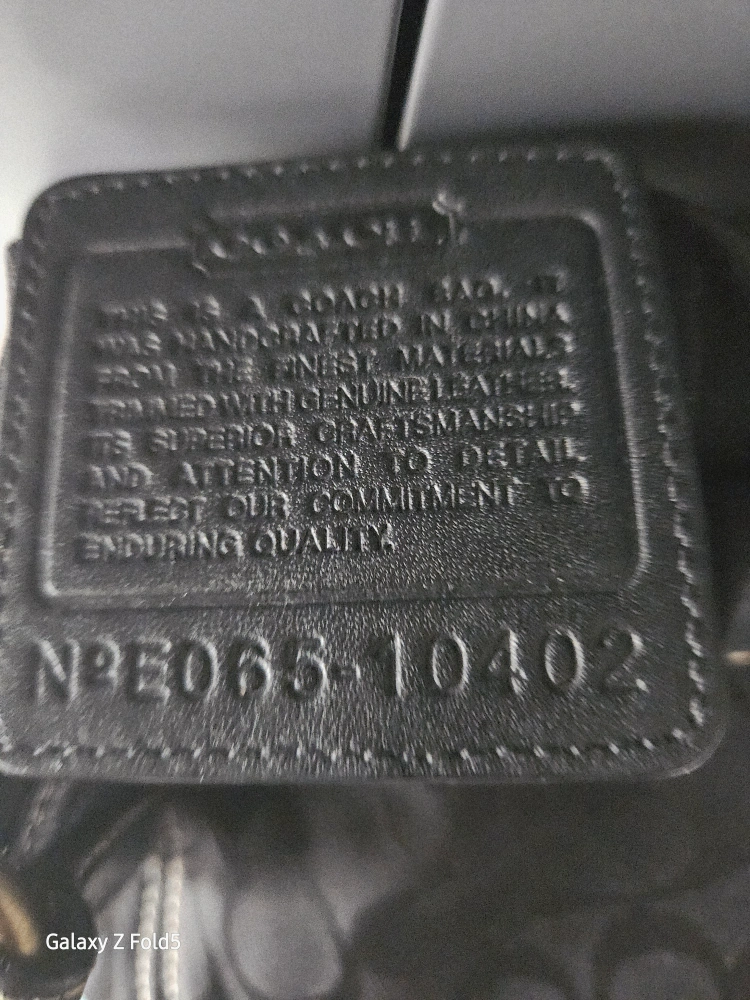 COACH
THIS IS A COACH BAG. IT
WAS HANDCRAFTED IN CHINA
FROM THE FINEST MATERIALS
TRIMMED WITH GENUINE LEATHER.
ITS SUPERIOR CRAFTSMANSHIP
AND ATTENTION TO DETAIL
REFLECT OUR COMMITMENT TO
ENDURING QUALITY.
NºE065-10402
Galaxy Z Fold5